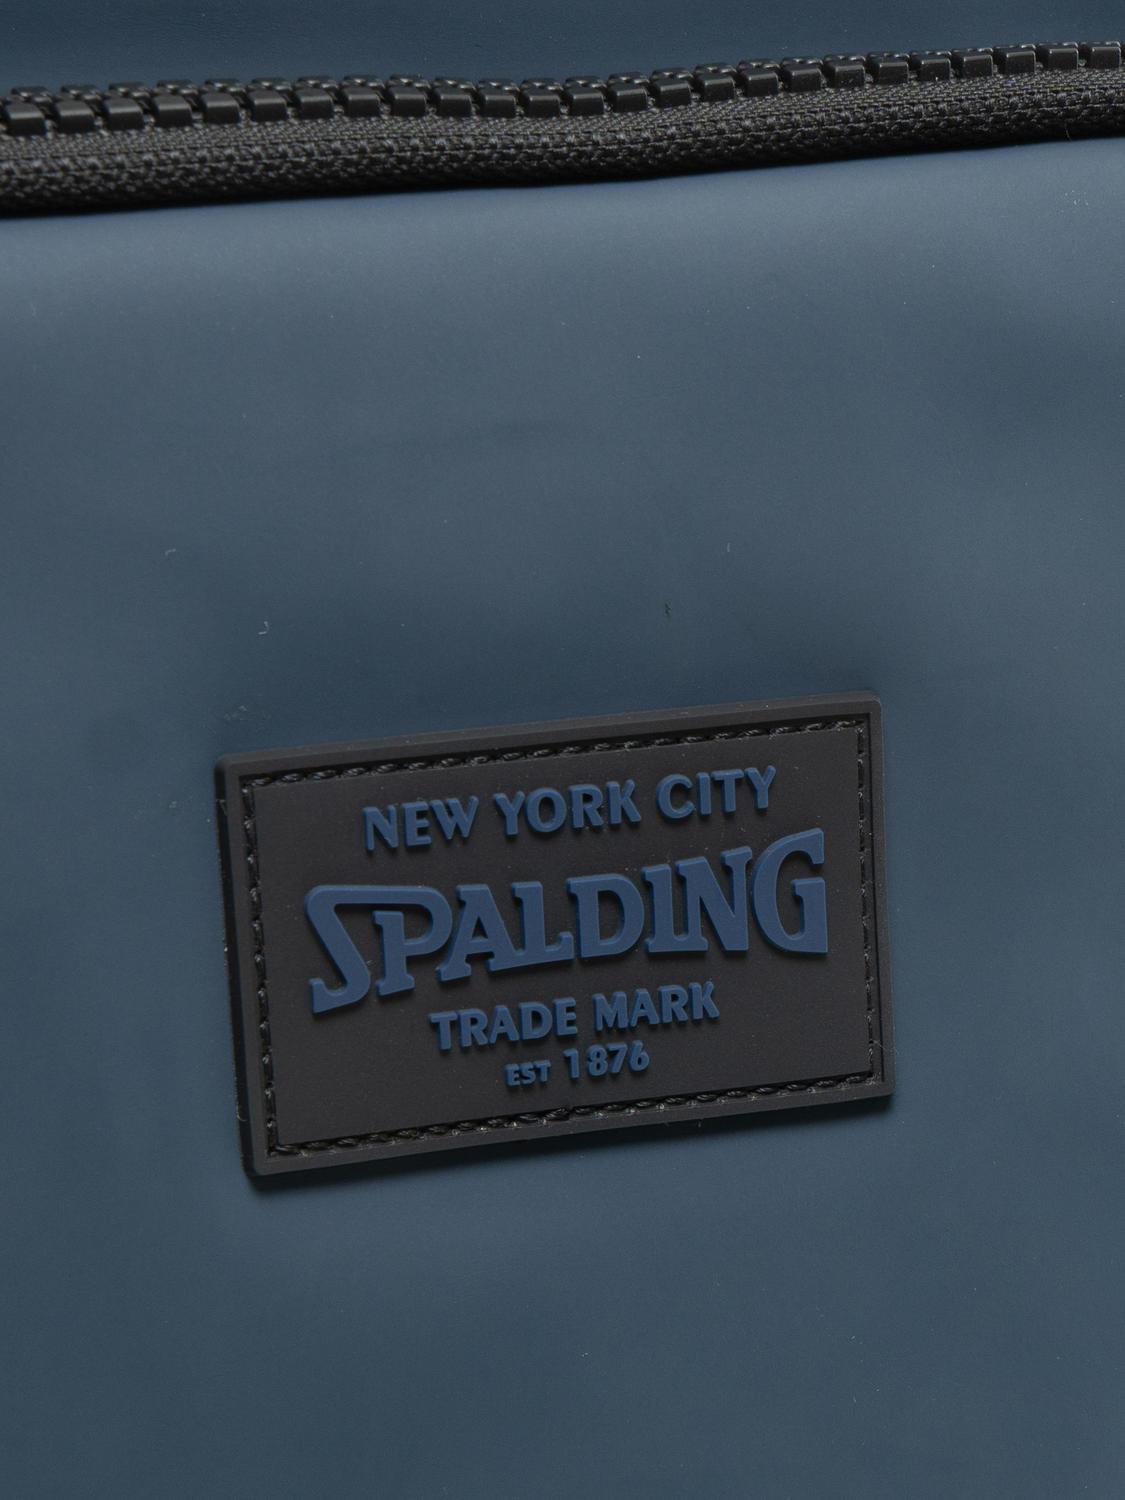 NEW YORK CITY
SPALDING
TRADE MARK
EST 1876